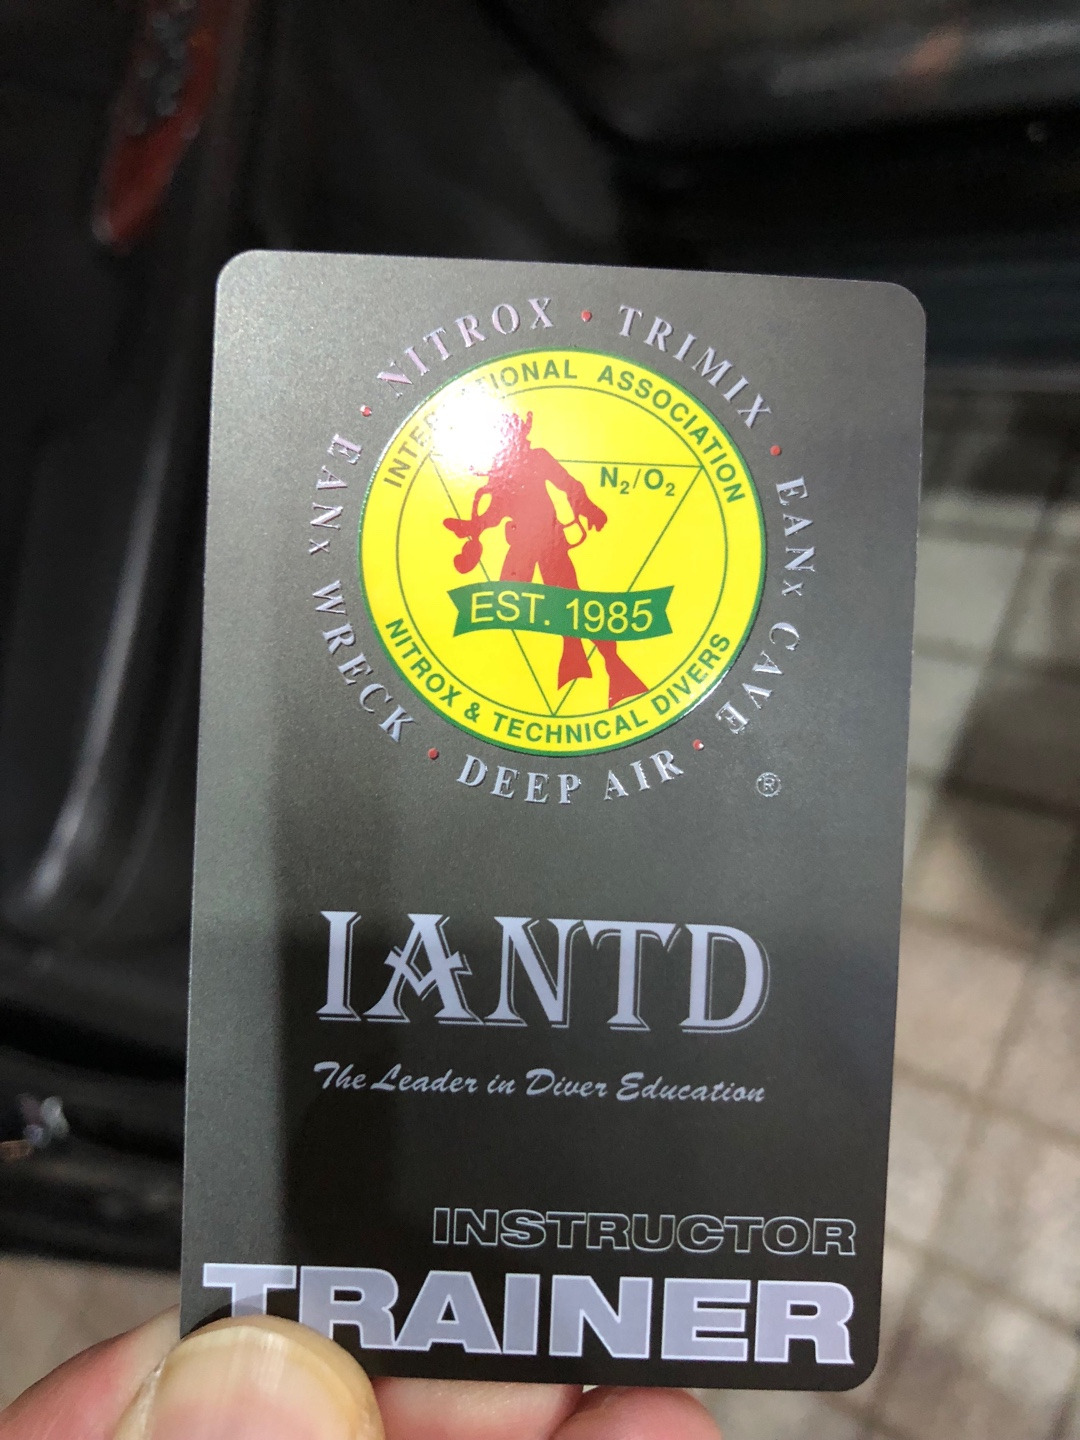 NITROX • TRIMIX • EANx CAVE • DEEP AIR • EANx WRECK •
INTERNATIONAL ASSOCIATION
N2/O2
EST. 1985
NITROX & TECHNICAL DIVERS
®
IANTD
The Leader in Diver Education
INSTRUCTOR
TRAINER